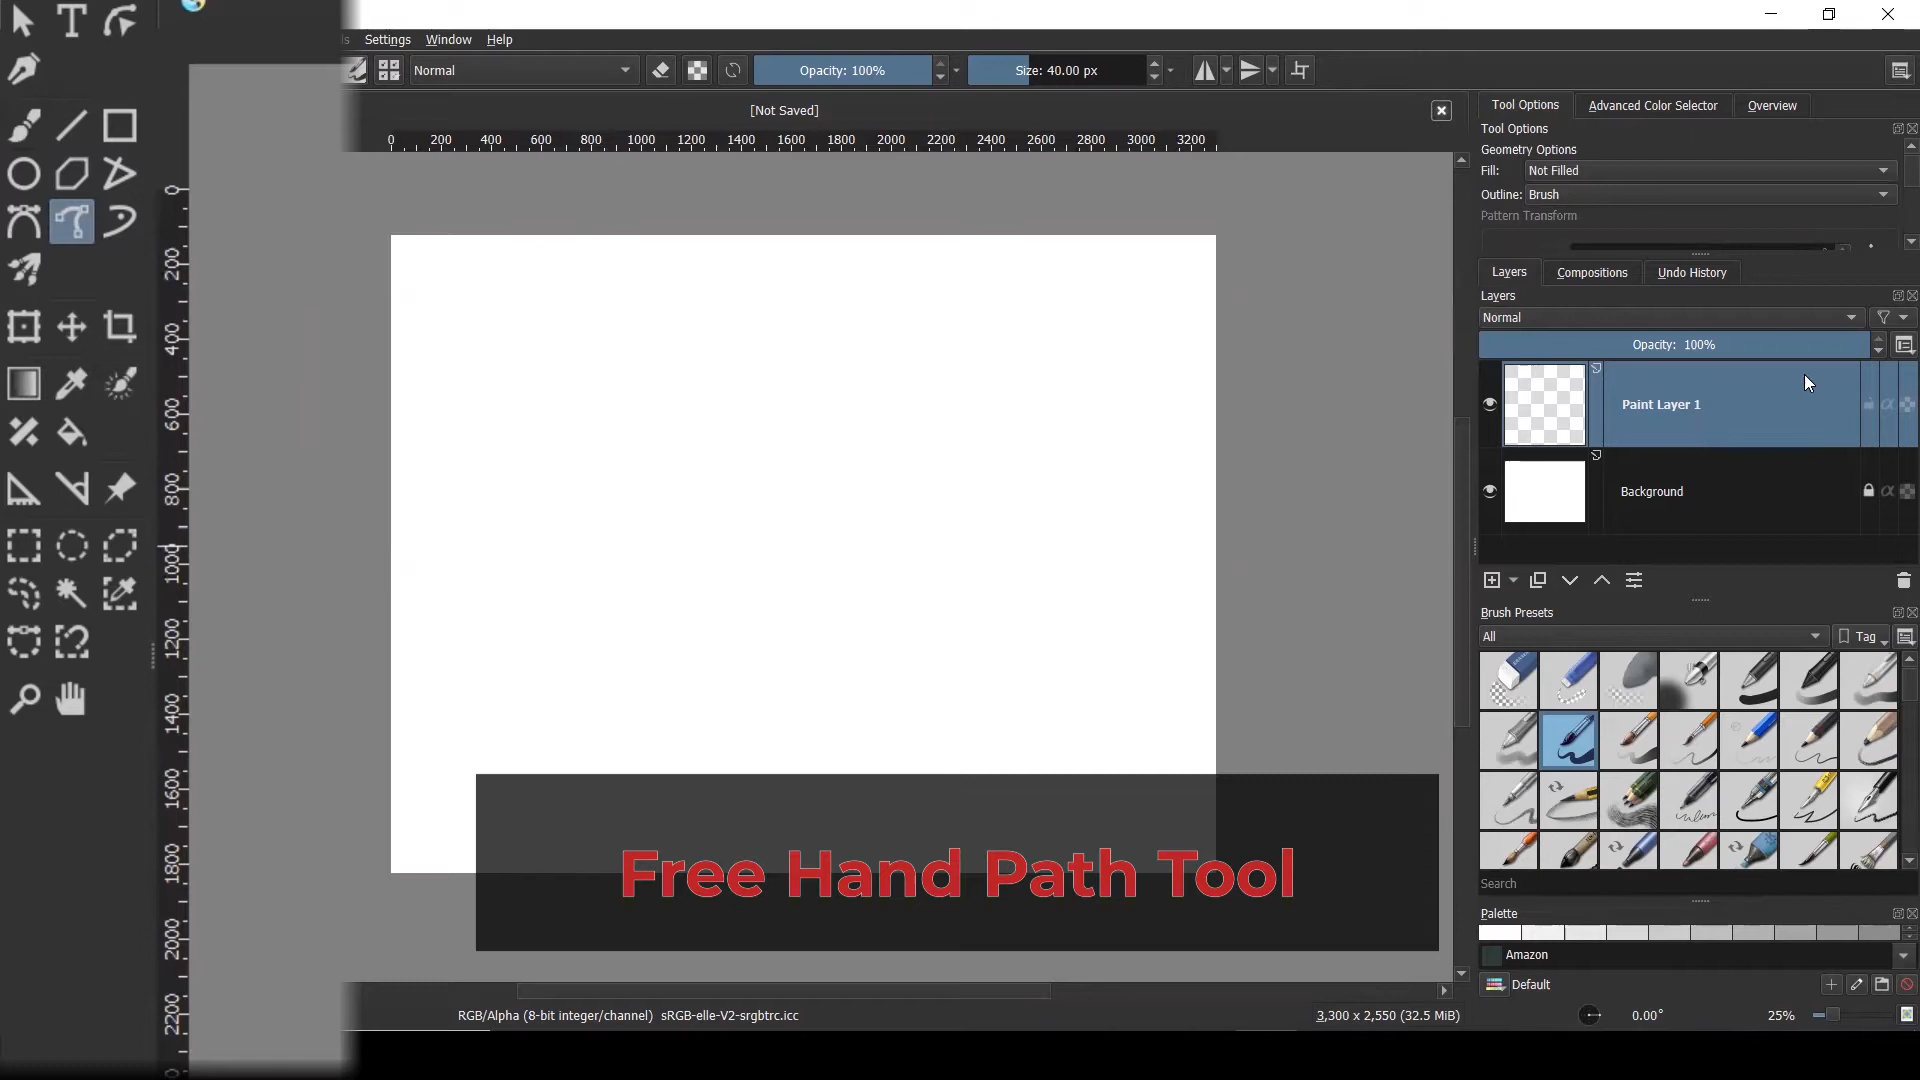 Settings Window Help
Normal
Opacity: 100%
Size: 40.00 px
[Not Saved]
0 200 400 600 800 1000 1200 1400 1600 1800 2000 2200 2400 2600 2800 3000 3200
0
200
400
600
800
1000
1200
1400
1600
1800
2000
2200
Tool Options Advanced Color Selector Overview
Tool Options
Geometry Options
Fill: Not Filled
Outline: Brush
Pattern Transform
Layers Compositions Undo History
Layers
Normal
Opacity: 100%
Paint Layer 1
Background
Brush Presets
All
Tag
Search
Palette
Amazon
Default
Free Hand Path Tool
RGB/Alpha (8-bit integer/channel) sRGB-elle-V2-srgbtrc.icc
3,300 x 2,550 (32.5 MiB)
0.00°
25%